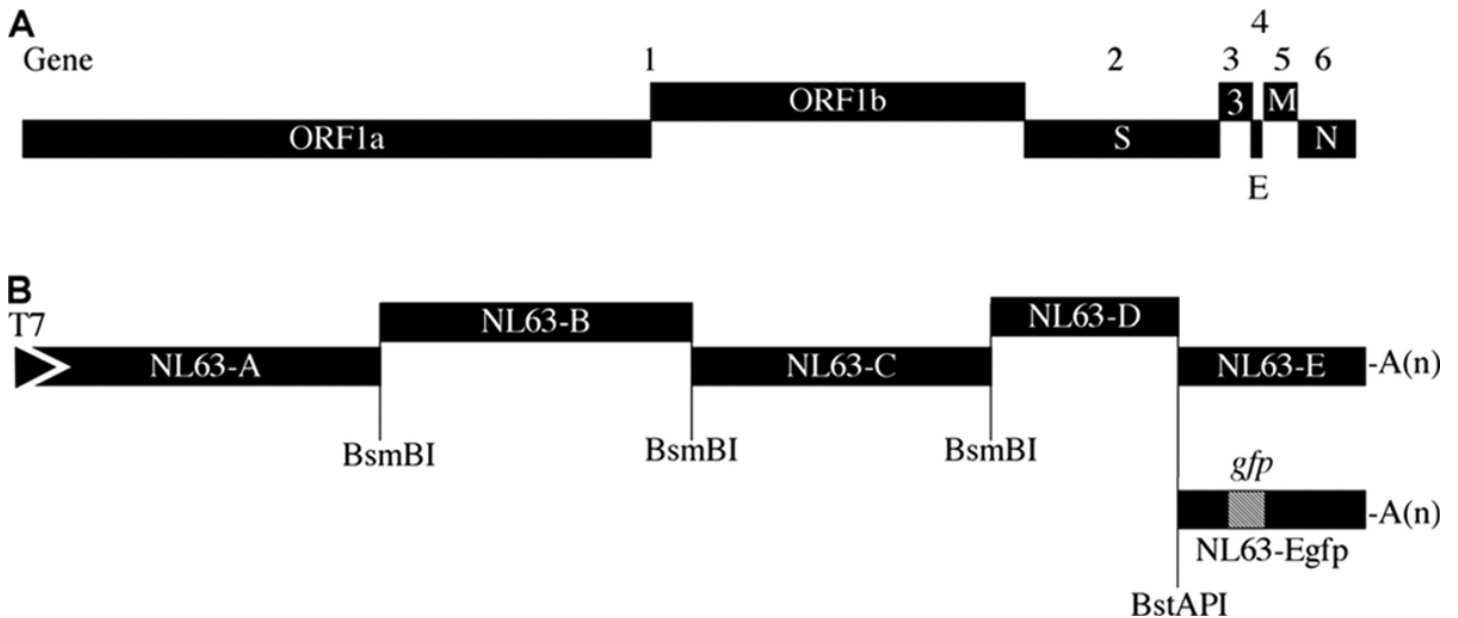 A
4
Gene 1 2 3 5 6
ORF1b 3 M
ORF1a S N
E
B
T7
NL63-B NL63-D
NL63-A NL63-C NL63-E -A(n)
BsmBI BsmBI BsmBI
gfp
-A(n)
NL63-Egfp
BstAPI